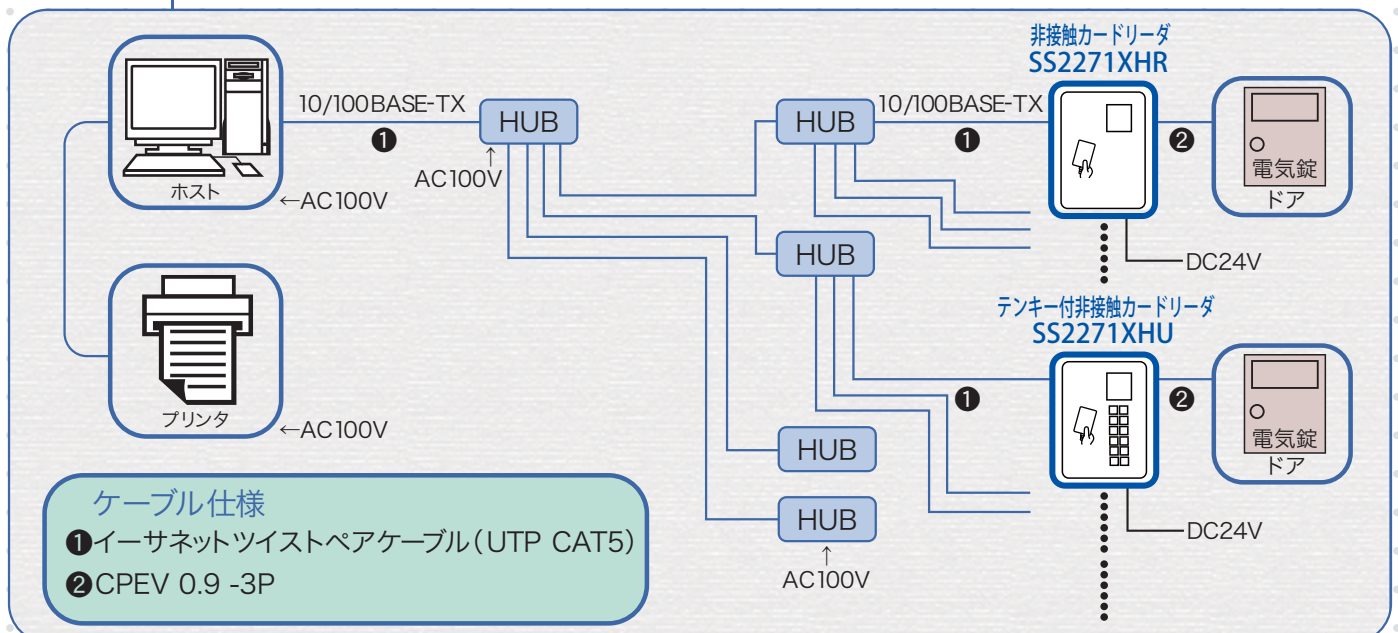 非接触カードリーダ
SS2271XHR
10/100BASE-TX
❶
HUB
↑
AC100V
ホスト
←AC100V
HUB
10/100BASE-TX
❶
❷
電気錠
ドア
DC24V
HUB
テンキー付非接触カードリーダ
SS2271XHU
❶
❷
電気錠
ドア
DC24V
プリンタ
←AC100V
HUB
HUB
↑
AC100V
ケーブル仕様
❶イーサネットツイストペアケーブル(UTP CAT5)
❷CPEV 0.9 -3P